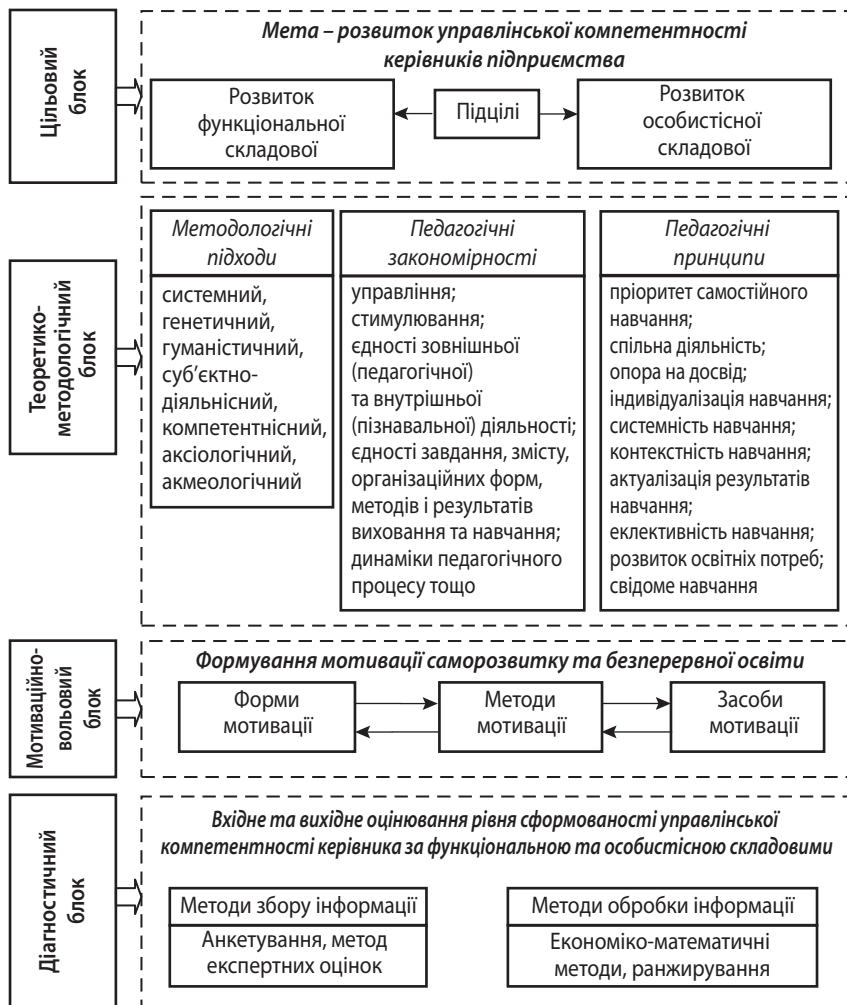 Цільовий
блок
Мета – розвиток управлінської компетентності
керівників підприємства
Розвиток
функціональної
складової
Підцілі
Розвиток
особистісної
складової
Теоретико-
методологічний
блок
Методологічні
підходи
системний,
генетичний,
гуманістичний,
суб’єктно-
діяльнісний,
компетентнісний,
аксіологічний,
акмеологічний
Педагогічні
закономірності
управління;
стимулювання;
єдності зовнішньої
(педагогічної)
та внутрішньої
(пізнавальної) діяльності;
єдності завдання, змісту,
організаційних форм,
методів і результатів
виховання та навчання;
динаміки педагогічного
процесу тощо
Педагогічні
принципи
пріоритет самостійного
навчання;
спільна діяльність;
опора на досвід;
індивідуалізація навчання;
системність навчання;
контекстність навчання;
актуалізація результатів
навчання;
еклективність навчання;
розвиток освітніх потреб;
свідоме навчання
Мотиваційно-
вольовий
блок
Формування мотивації саморозвитку та безперервної освіти
Форми
мотивації
Методи
мотивації
Засоби
мотивації
Діагностичний
блок
Вхідне та вихідне оцінювання рівня сформованості управлінської
компетентності керівника за функціональною та особистісною складовими
Методи збору інформації
Анкетування, метод
експертних оцінок
Методи обробки інформації
Економіко-математичні
методи, ранжирування